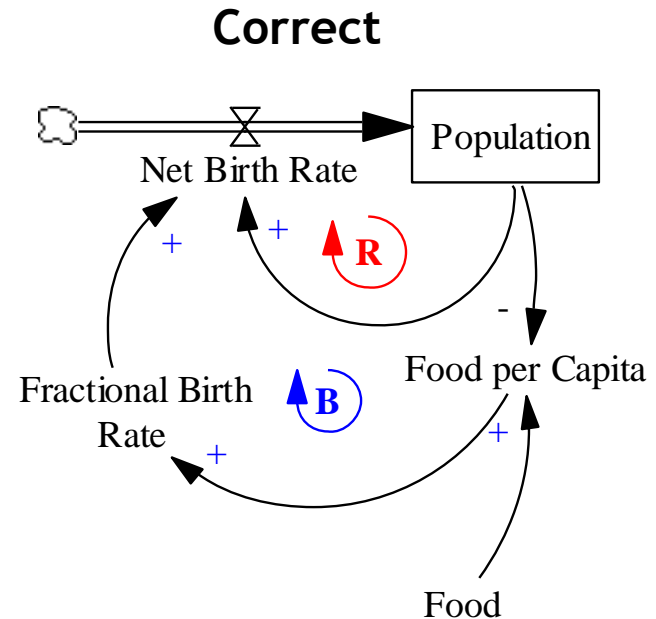 Correct
Population
Net Birth Rate
+
+
R
-
Food per Capita
Fractional Birth
Rate
B
+
+
Food